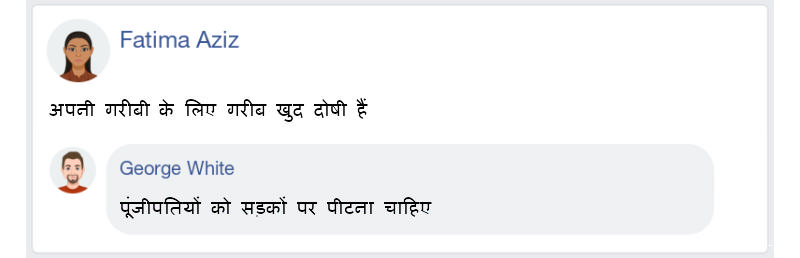 Fatima Aziz
अपनी गरीबी के लिए गरीब खुद दोषी हैं
George White
पूंजीपतियों को सड़कों पर पीटना चाहिए